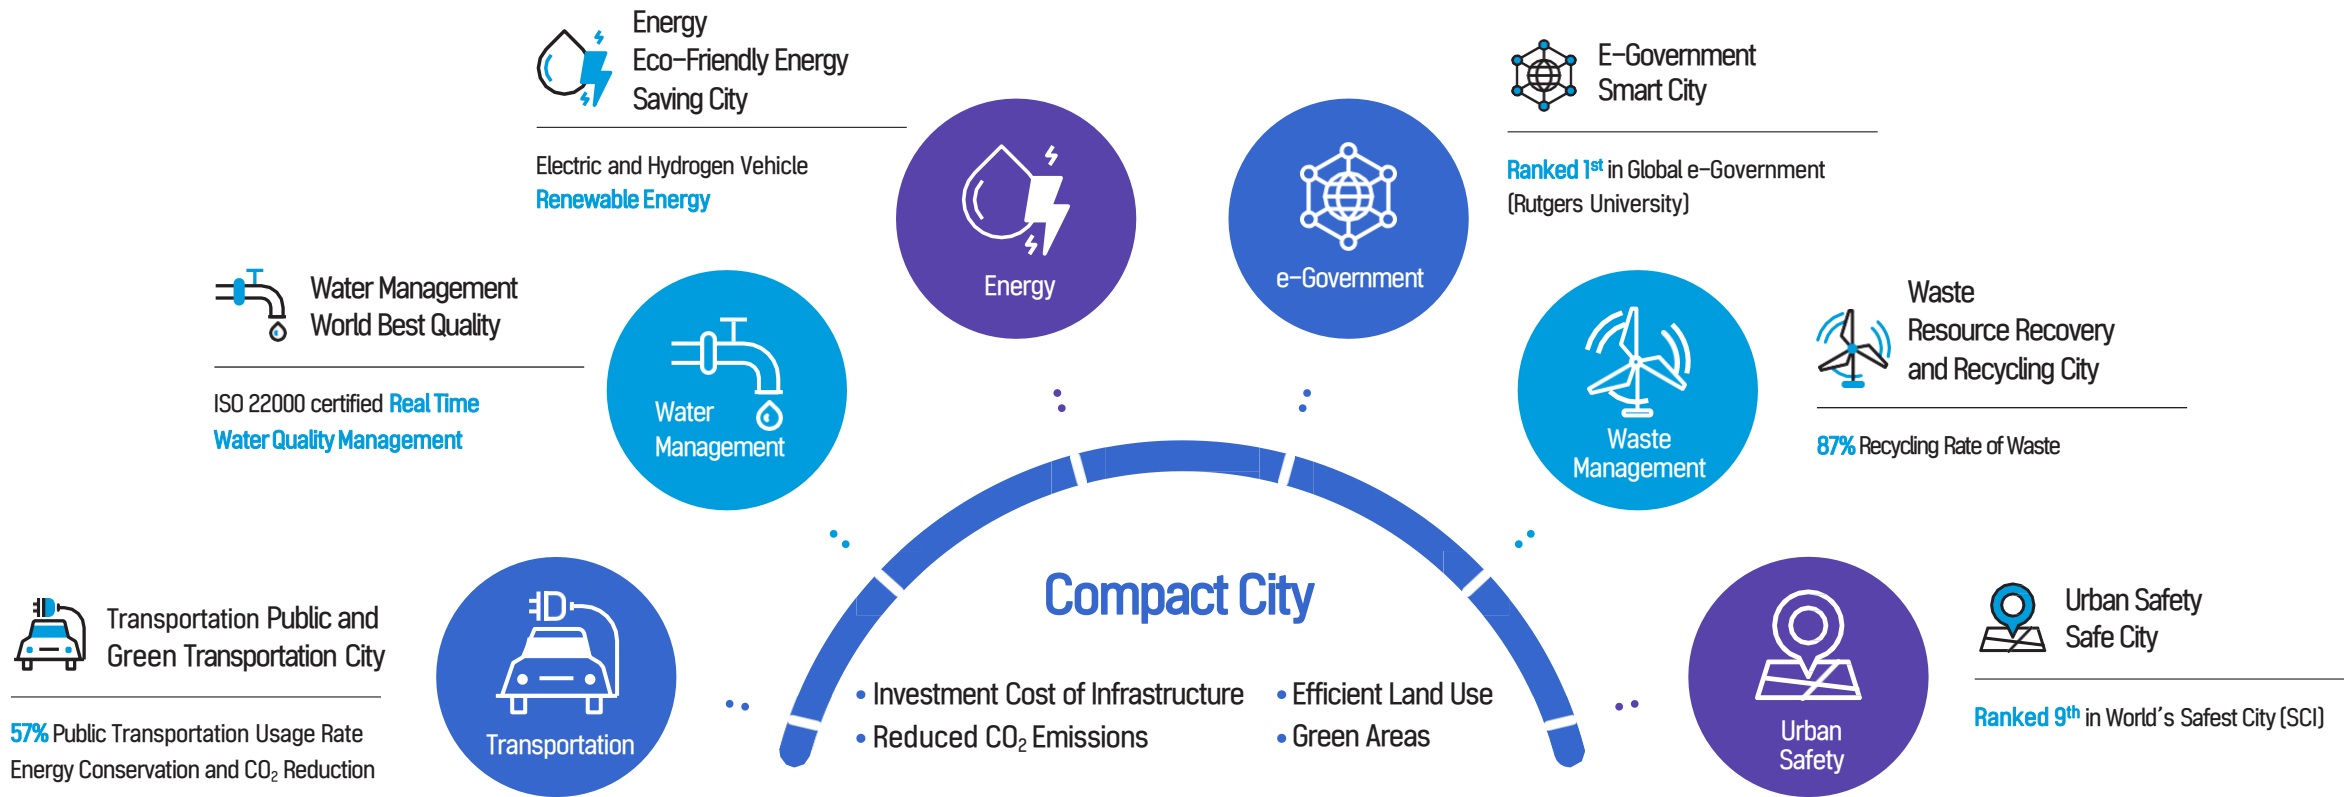 Energy
Eco-Friendly Energy
Saving City
Electric and Hydrogen Vehicle
Renewable Energy
Energy
e-Government
E-Government
Smart City
Ranked 1st in Global e-Government
(Rutgers University)
Water Management
World Best Quality
ISO 22000 certified Real Time
Water Quality Management
Water
Management
Waste
Management
Waste
Resource Recovery
and Recycling City
87% Recycling Rate of Waste
Transportation Public and
Green Transportation City
57% Public Transportation Usage Rate
Energy Conservation and CO₂ Reduction
Transportation
Compact City
• Investment Cost of Infrastructure
• Reduced CO₂ Emissions
• Efficient Land Use
• Green Areas
Urban
Safety
Urban Safety
Safe City
Ranked 9th in World's Safest City (SCI)